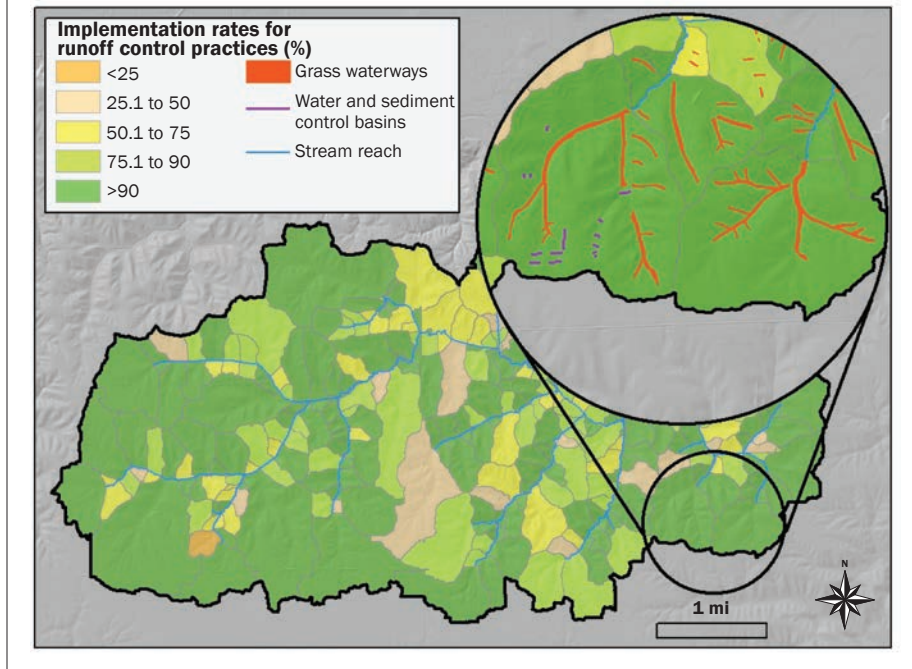 Implementation rates for
runoff control practices (%)
<25
25.1 to 50
50.1 to 75
75.1 to 90
>90
Grass waterways
Water and sediment
control basins
Stream reach
N
1 mi